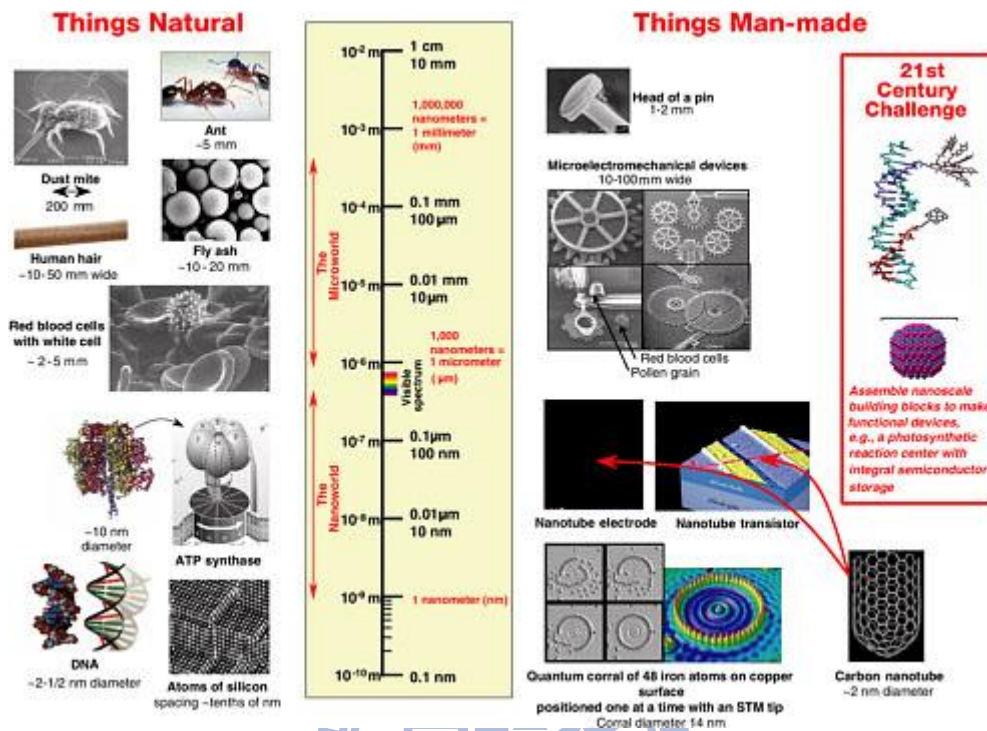 Things Natural
Things Man-made
Ant
~5 mm
Dust mite
200 mm
Human hair
~10-50 mm wide
Fly ash
~10-20 mm
Red blood cells
with white cell
~ 2-5 mm
~10 nm
diameter
ATP synthase
DNA
~2-1/2 nm diameter
Atoms of silicon
spacing ~tenths of nm
10-2 m
1 cm
10 mm
1,000,000
nanometers =
1 millimeter
(mm)
10-3 m
The
Microworld
10-4 m
0.1 mm
100 µm
10-5 m
0.01 mm
10µm
1,000
nanometers =
1 micrometer
(µm)
10-6 m
Visible
spectrum
The
Nanoworld
10-7 m
0.1µm
100 nm
10-8 m
0.01µm
10 nm
10-9 m
1 nanometer (nm)
10-10 m
0.1 nm
Head of a pin
1-2 mm
Microelectromechanical devices
10-100mm wide
Red blood cells
Pollen grain
Nanotube electrode
Nanotube transistor
Quantum corral of 48 iron atoms on copper
surface
positioned one at a time with an STM tip
Corral diameter 14 nm
Carbon nanotube
~2 nm diameter
21st
Century
Challenge
Assemble nanoscale
building blocks to make
functional devices,
e.g., a photosynthetic
reaction center with
integral semiconductor
storage